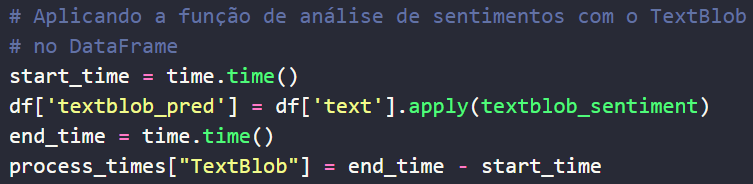 # Aplicando a função de análise de sentimentos com o TextBlob
# no DataFrame
start_time = time.time()
df['textblob_pred'] = df['text'].apply(textblob_sentiment)
end_time = time.time()
process_times["TextBlob"] = end_time - start_time